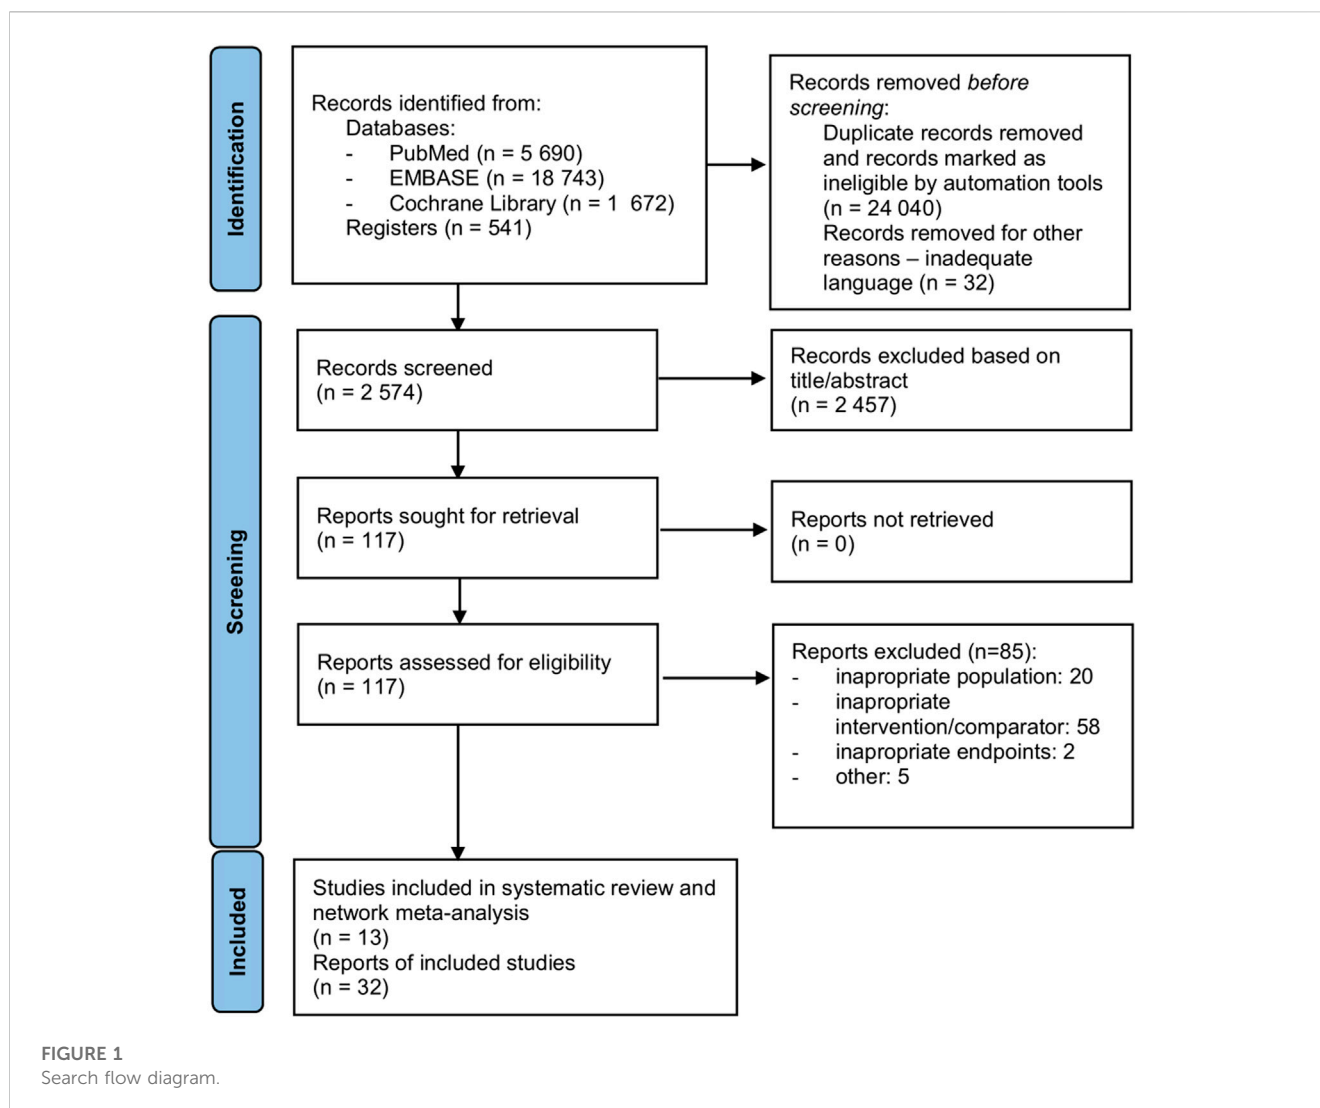 Identification
Records identified from:
Databases:
- PubMed (n = 5 690)
- EMBASE (n = 18 743)
- Cochrane Library (n = 1 672)
Registers (n = 541)
Records removed before
screening:
Duplicate records removed
and records marked as
ineligible by automation tools
(n = 24 040)
Records removed for other
reasons – inadequate
language (n = 32)
Screening
Records screened
(n = 2 574)
Records excluded based on
title/abstract
(n = 2 457)
Reports sought for retrieval
(n = 117)
Reports not retrieved
(n = 0)
Reports assessed for eligibility
(n = 117)
Reports excluded (n=85):
- inapropriate population: 20
- inapropriate
intervention/comparator: 58
- inapropriate endpoints: 2
- other: 5
Included
Studies included in systematic review and
network meta-analysis
(n = 13)
Reports of included studies
(n = 32)
FIGURE 1
Search flow diagram.